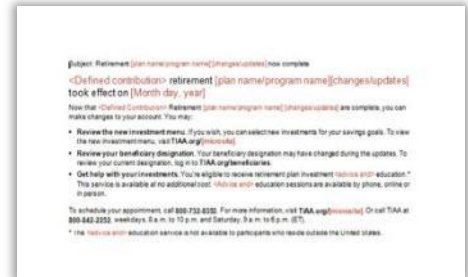 Subject: Retirement [plan name/program name] [changes/updates] now complete
<Defined contribution> retirement [plan name/program name][changes/updates]
took effect on [Month day, year]
Now that <Defined Contribution> Retirement [plan name/program name] [changes/updates] are complete, you can
make changes to your account. You may:
• Review the new investment menu. If you wish, you can select new investments for your savings goals. To view
the new investment menu, visit TIAA.org/[microsite].
• Review your beneficiary designation. Your beneficiary designation may have changed during the updates. To
review your current designation, log in to TIAA.org/beneficiaries.
• Get help with your investments. You're eligible to receive retirement plan investment <advice and> education.*
This service is available at no additional cost. <Advice and> education sessions are available by phone, online or
in person.
To schedule your appointment, call 800-732-8353. For more information, visit TIAA.org/[microsite]. Or call TIAA at
800-842-2252, weekdays, 8 a.m. to 10 p.m. and Saturday, 9 a.m. to 6 p.m. (ET).
* The <advice and> education service is not available to participants who reside outside the United States.